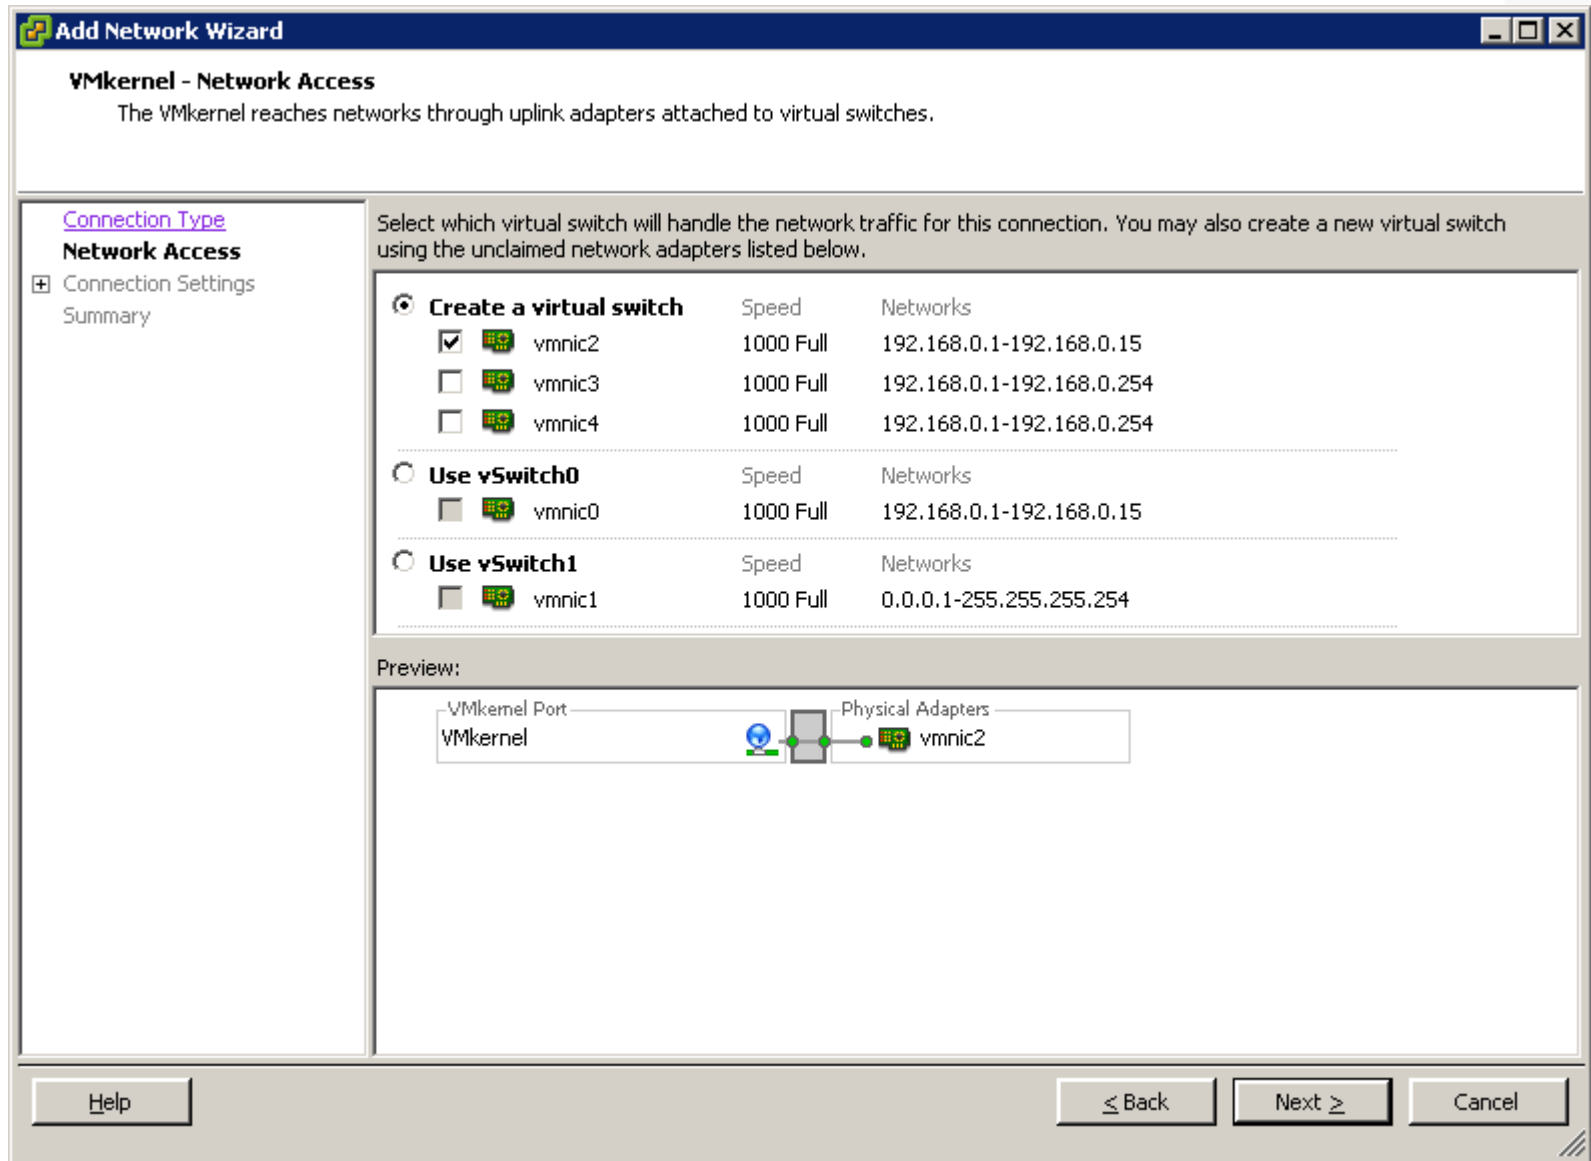 Add Network Wizard
VMkernel - Network Access
The VMkernel reaches networks through uplink adapters attached to virtual switches.
Connection Type
Network Access
Connection Settings
Summary
Select which virtual switch will handle the network traffic for this connection. You may also create a new virtual switch
using the unclaimed network adapters listed below.
Create a virtual switch Speed Networks
vmnic2 1000 Full 192.168.0.1-192.168.0.15
vmnic3 1000 Full 192.168.0.1-192.168.0.254
vmnic4 1000 Full 192.168.0.1-192.168.0.254
Use vSwitch0 Speed Networks
vmnic0 1000 Full 192.168.0.1-192.168.0.15
Use vSwitch1 Speed Networks
vmnic1 1000 Full 0.0.0.1-255.255.255.254
Preview:
VMkernel Port Physical Adapters
VMkernel vmnic2
Help ≤ Back Next ≥ Cancel